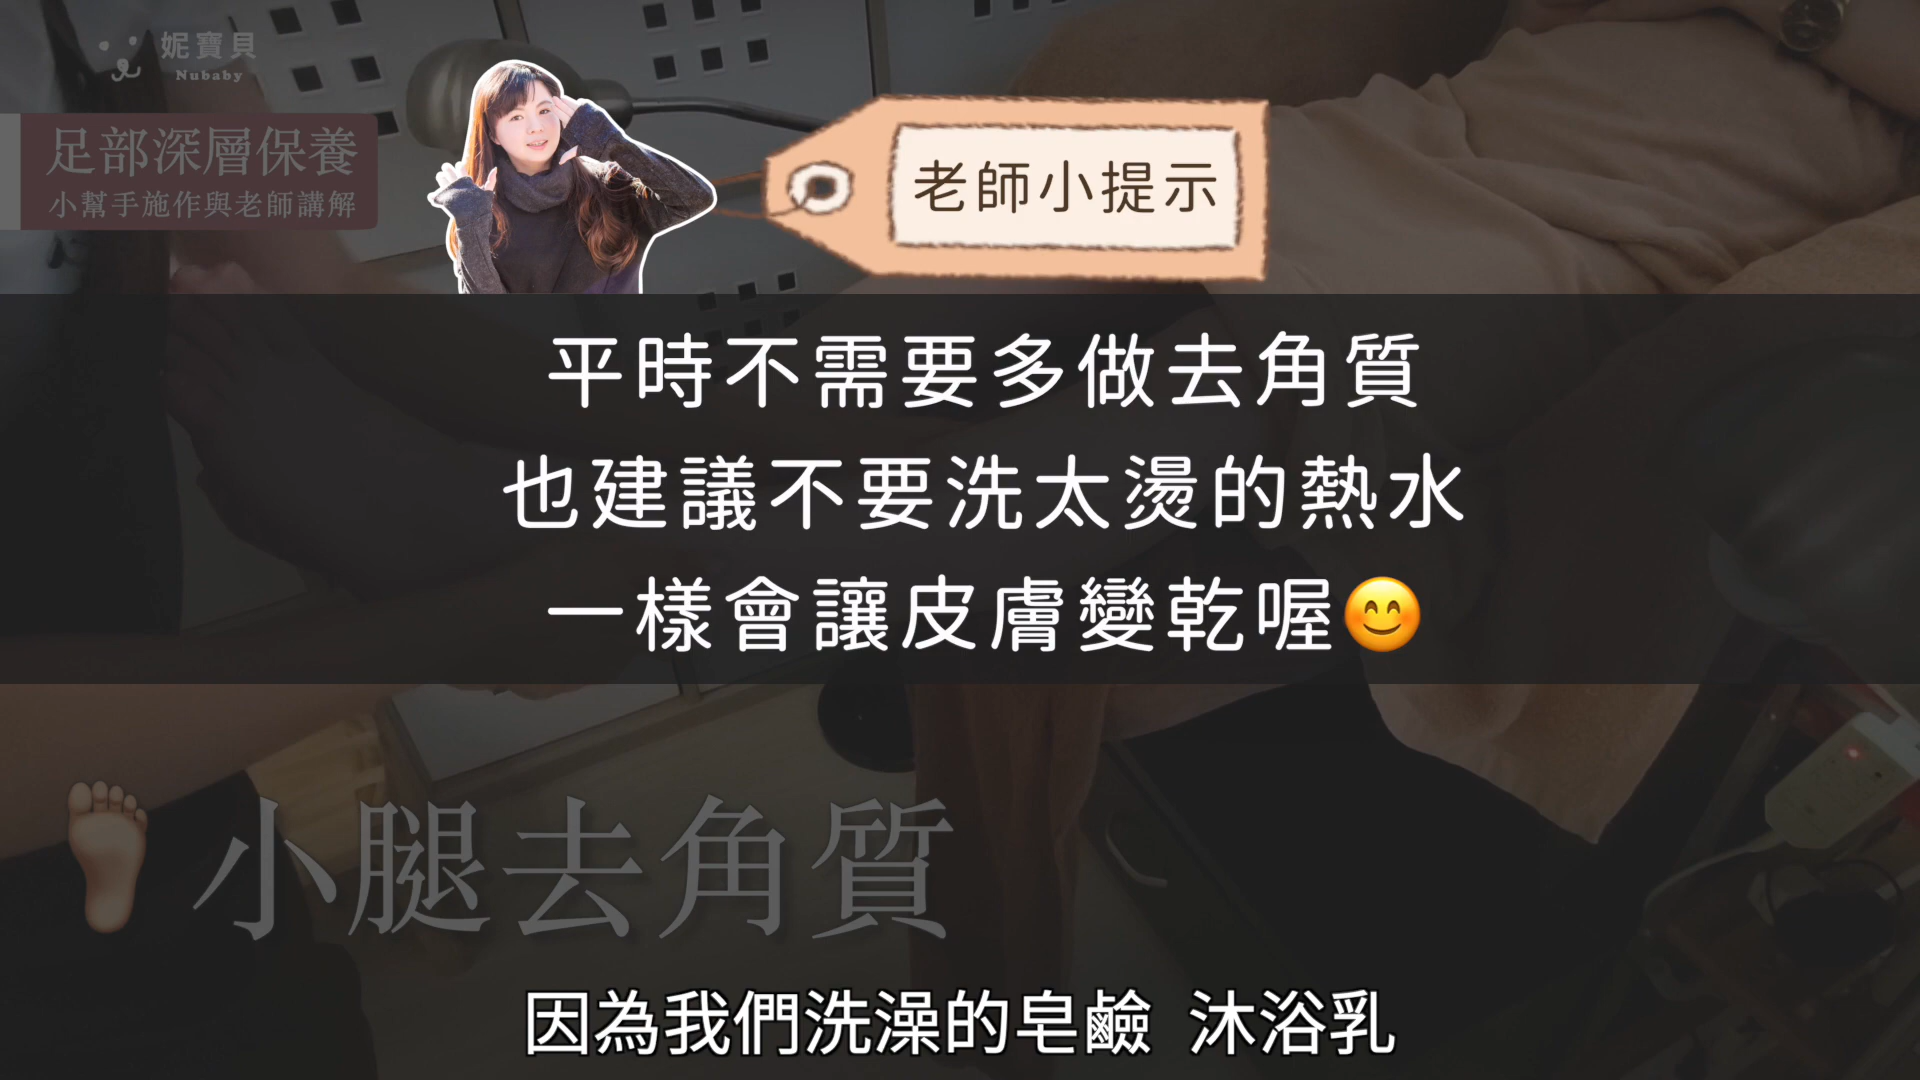 妮寶貝
Nubaby
足部深層保養
小幫手施作與老師講解
老師小提示
平時不需要多做去角質
也建議不要洗太燙的熱水
一樣會讓皮膚變乾喔😊
🦶小腿去角質
因為我們洗澡的皂鹼 沐浴乳